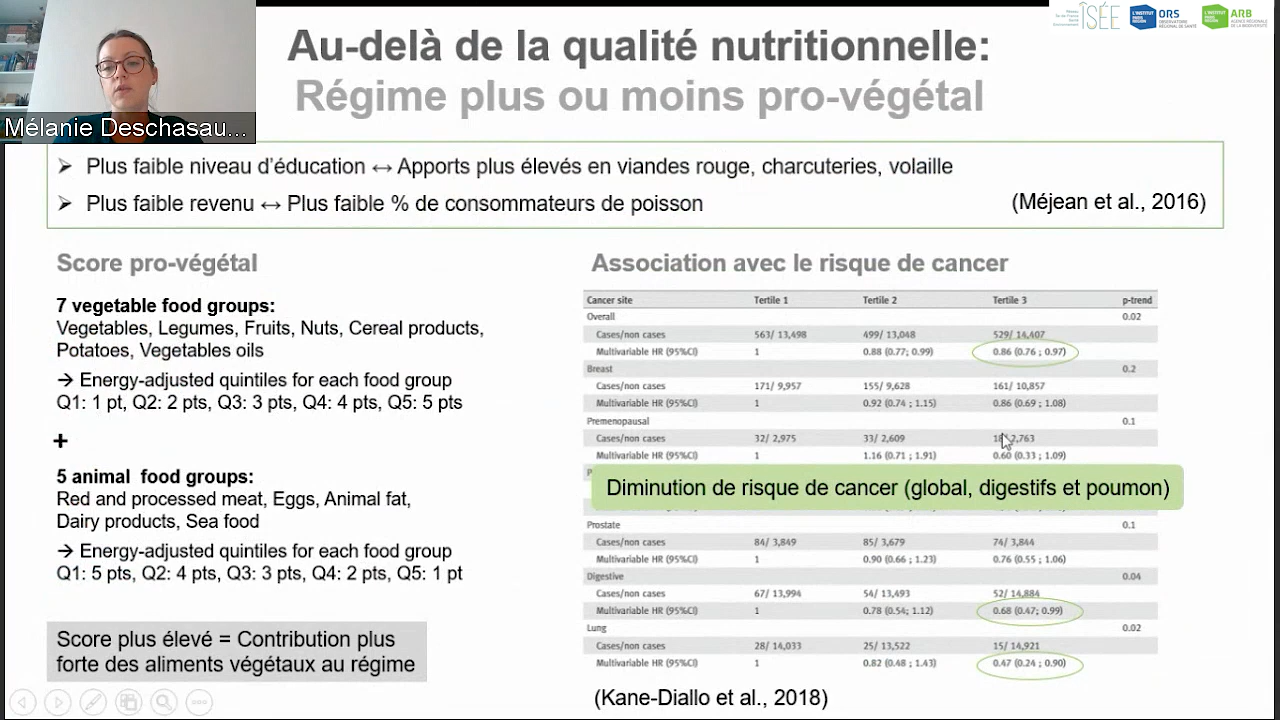 ISÉE
L'INSTITUT PARIS REGION
ORS
OBSERVATOIRE RÉGIONAL DE SANTÉ
L'INSTITUT PARIS REGION
ARB
AGENCE RÉGIONALE DE LA BIODIVERSITÉ
Au-delà de la qualité nutritionnelle:
Régime plus ou moins pro-végétal
Mélanie Deschasau...
➢ Plus faible niveau d'éducation ↔ Apports plus élevés en viandes rouge, charcuteries, volaille
➢ Plus faible revenu ↔ Plus faible % de consommateurs de poisson
(Méjean et al., 2016)
Score pro-végétal
7 vegetable food groups:
Vegetables, Legumes, Fruits, Nuts, Cereal products,
Potatoes, Vegetables oils
→ Energy-adjusted quintiles for each food group
Q1: 1 pt, Q2: 2 pts, Q3: 3 pts, Q4: 4 pts, Q5: 5 pts
+
5 animal food groups:
Red and processed meat, Eggs, Animal fat,
Dairy products, Sea food
→ Energy-adjusted quintiles for each food group
Q1: 5 pts, Q2: 4 pts, Q3: 3 pts, Q4: 2 pts, Q5: 1 pt
Score plus élevé = Contribution plus
forte des aliments végétaux au régime
Association avec le risque de cancer
Cancer site Tertile 1 Tertile 2 Tertile 3 p-trend
Overall 0.02
Cases/non cases 563/ 13,498 499/ 13,048 529/ 14,407
Multivariable HR (95%CI) 1 0.88 (0.77; 0.99) 0.86 (0.76 ; 0.97)
Breast 0.2
Cases/non cases 171/ 9,957 155/ 9,628 161/ 10,857
Multivariable HR (95%CI) 1 0.92 (0.74 ; 1.15) 0.86 (0.69 ; 1.08)
Premenopausal 0.1
Cases/non cases 32/ 2,975 33/ 2,609 2,763
Multivariable HR (95%CI) 1 1.16 (0.71 ; 1.91) 0.60 (0.33 ; 1.09)
Diminution de risque de cancer (global, digestifs et poumon)
Prostate 0.1
Cases/non cases 84/ 3,849 85/ 3,679 74/ 3,844
Multivariable HR (95%CI) 1 0.90 (0.66 ; 1.23) 0.76 (0.55 ; 1.06)
Digestive 0.04
Cases/non cases 67/ 13,994 54/ 13,493 52/ 14,884
Multivariable HR (95%CI) 1 0.78 (0.54; 1.12) 0.68 (0.47; 0.99)
Lung 0.02
Cases/non cases 28/ 14,033 25/ 13,522 15/ 14,921
Multivariable HR (95%CI) 1 0.82 (0.48 ; 1.43) 0.47 (0.24 ; 0.90)
(Kane-Diallo et al., 2018)